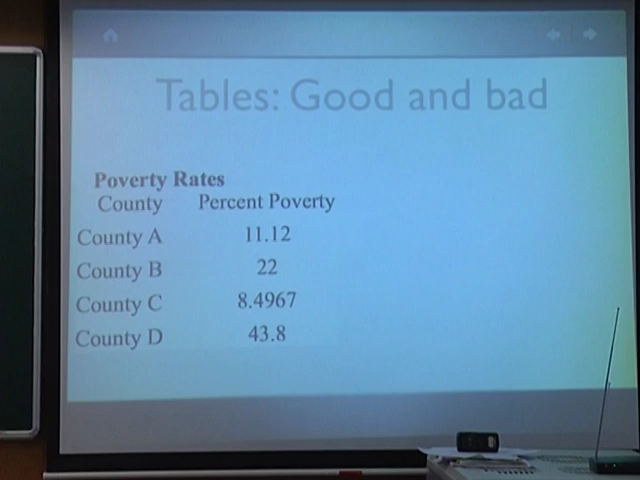 Tables: Good and bad
Poverty Rates
County Percent Poverty
County A 11.12
County B 22
County C 8.4967
County D 43.8